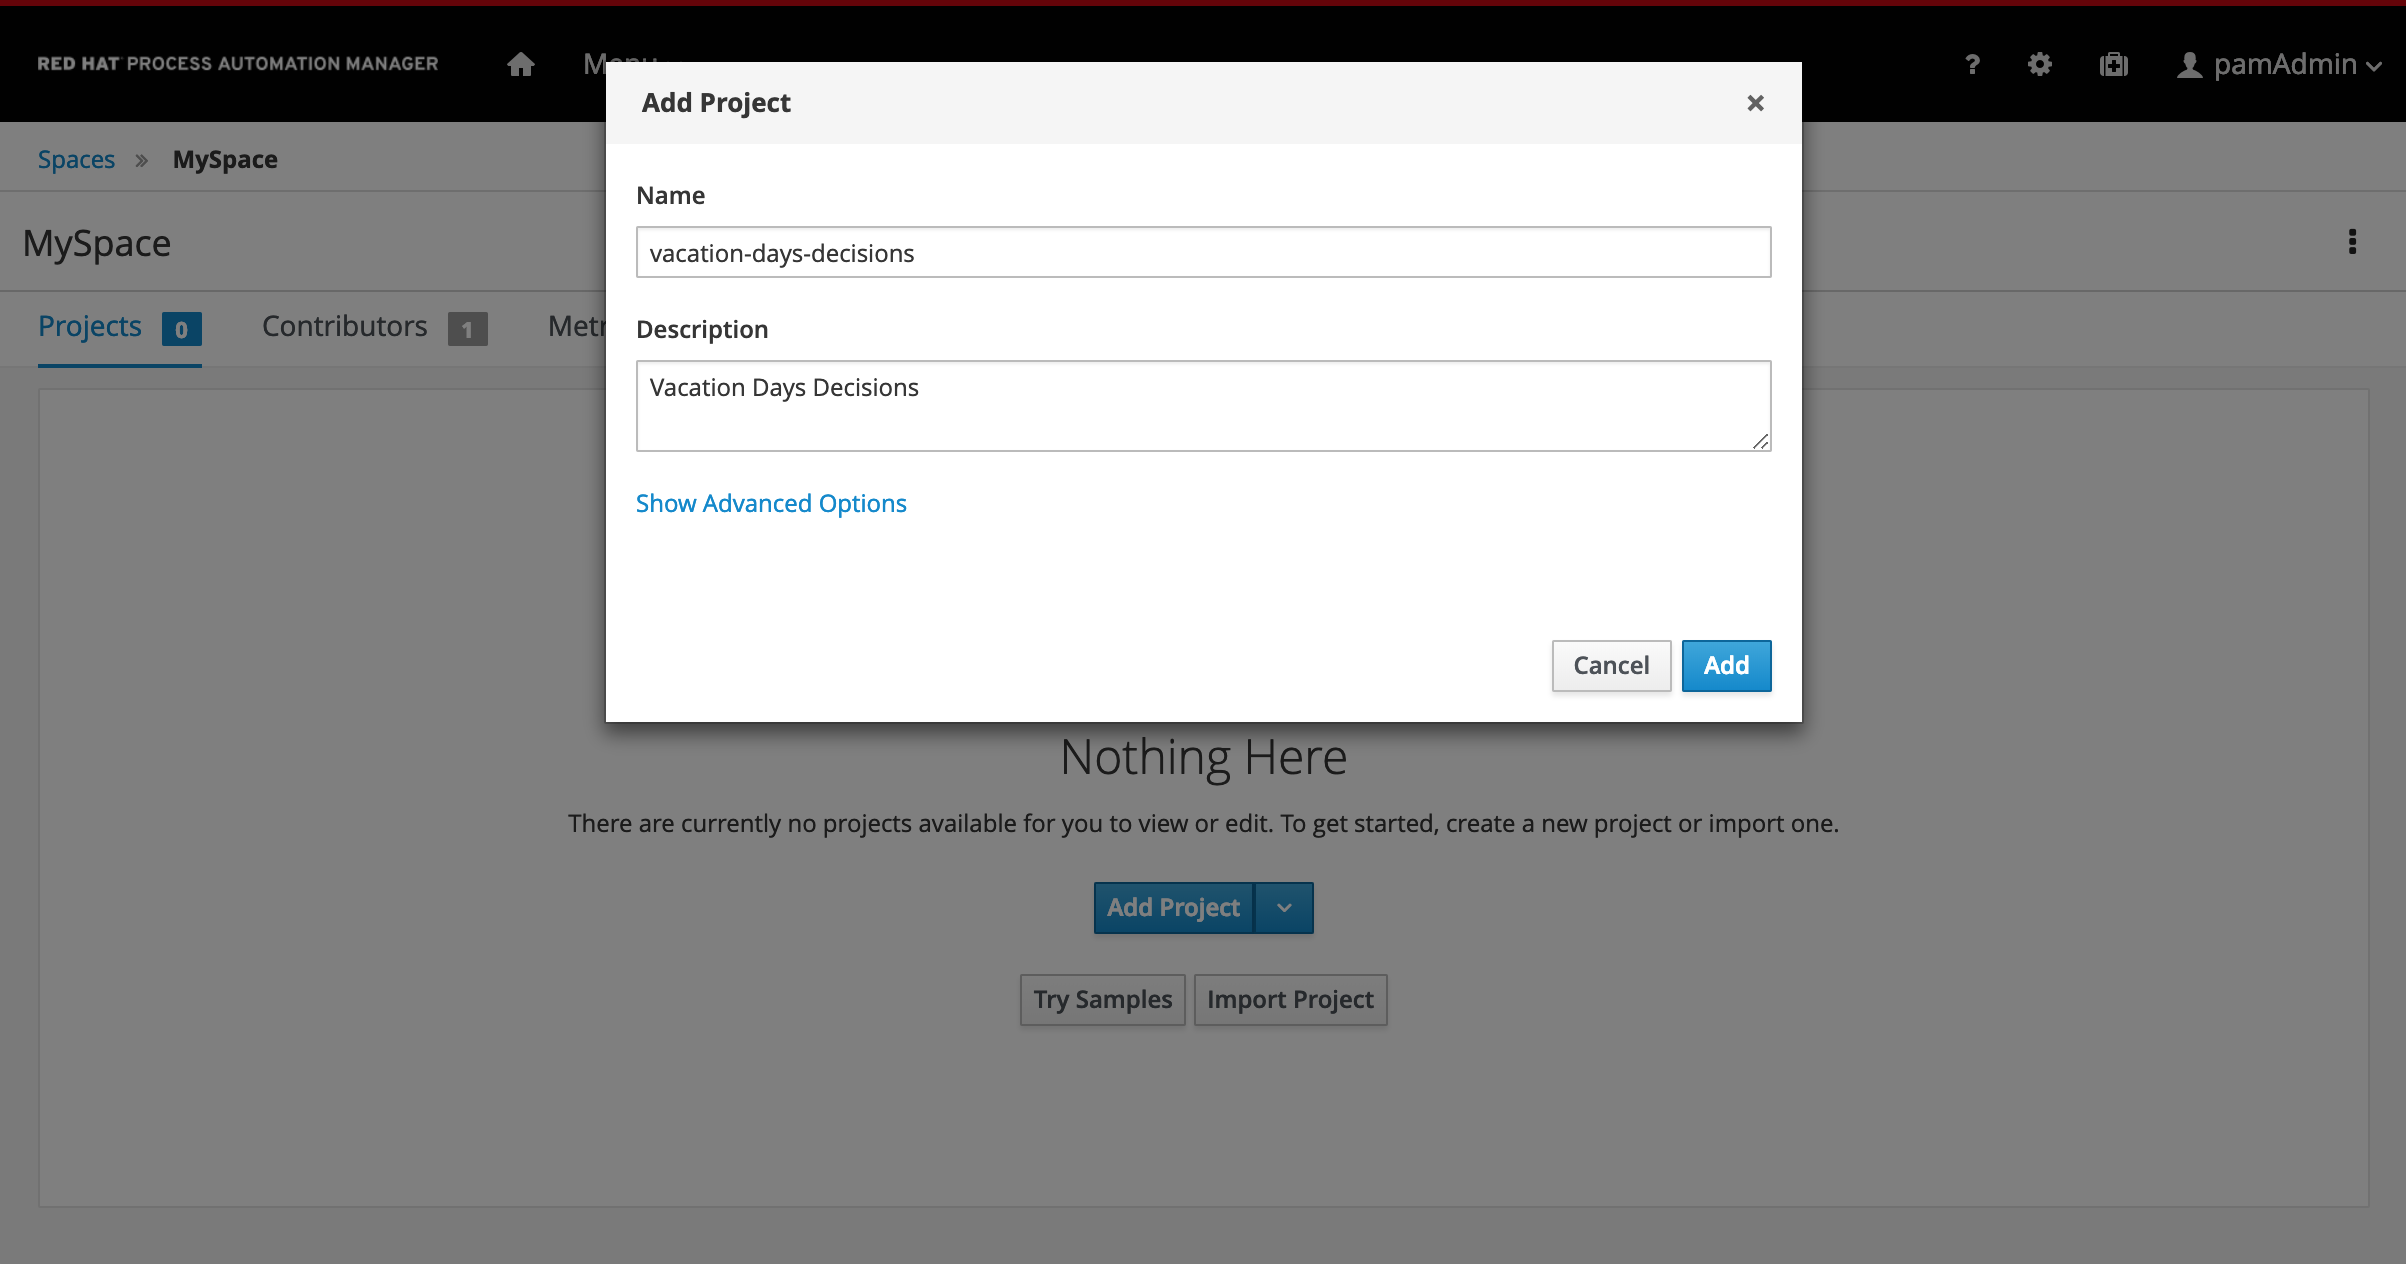 RED HAT PROCESS AUTOMATION MANAGER
? pamAdmin
Spaces » MySpace
MySpace
Projects 0 Contributors 1
Add Project ×
Name
vacation-days-decisions
Description
Vacation Days Decisions
Show Advanced Options
Cancel Add
Nothing Here
There are currently no projects available for you to view or edit. To get started, create a new project or import one.
Add Project
Try Samples Import Project